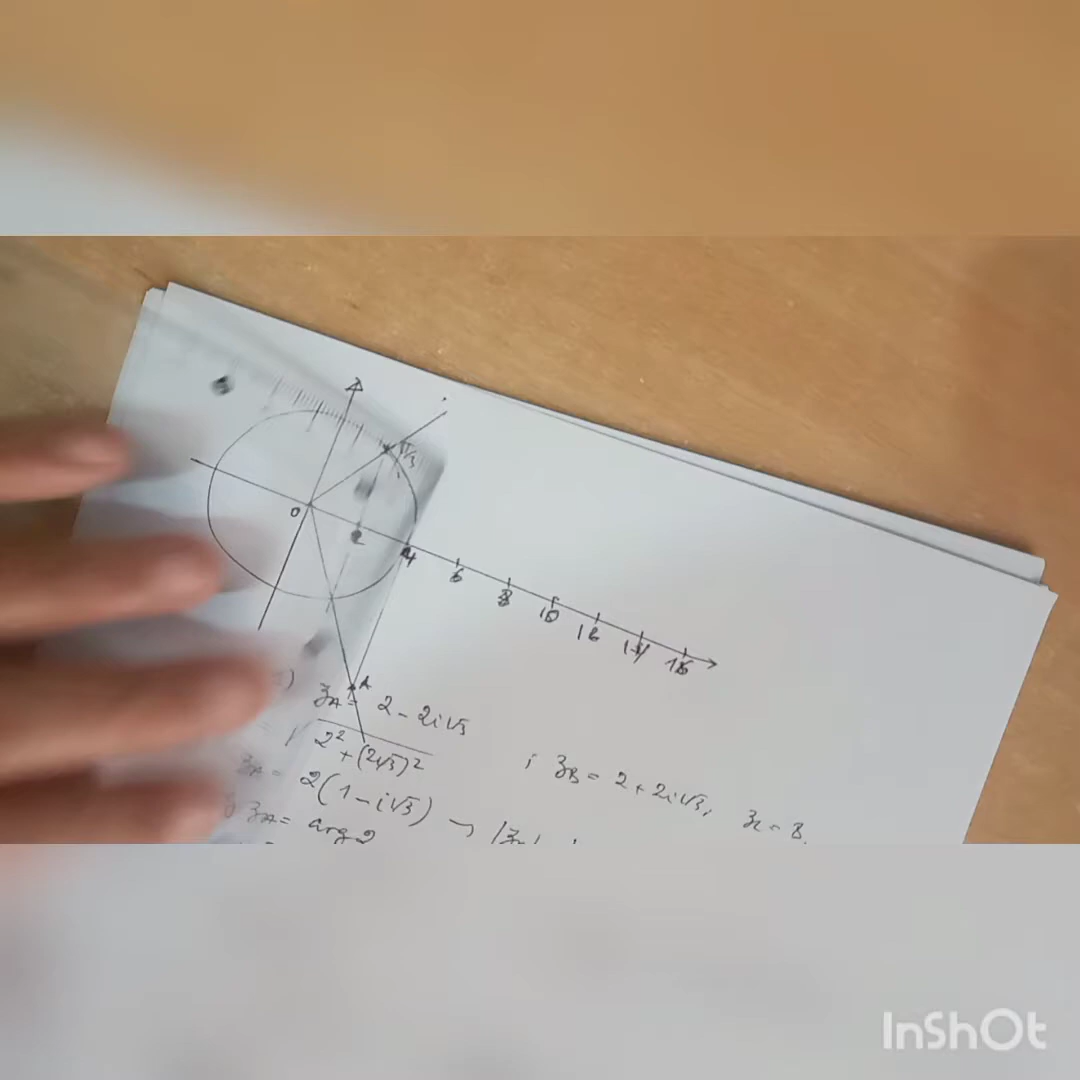 π/3
O
2
4
6
8
10
12
14
16
A
z_A = 2 - 2i√3
; z_B = 2 + 2i√3, z_C = 8
√2² + (2√3)²
z_A = 2(1 - i√3)
arg z_A = arg 2
InShOt